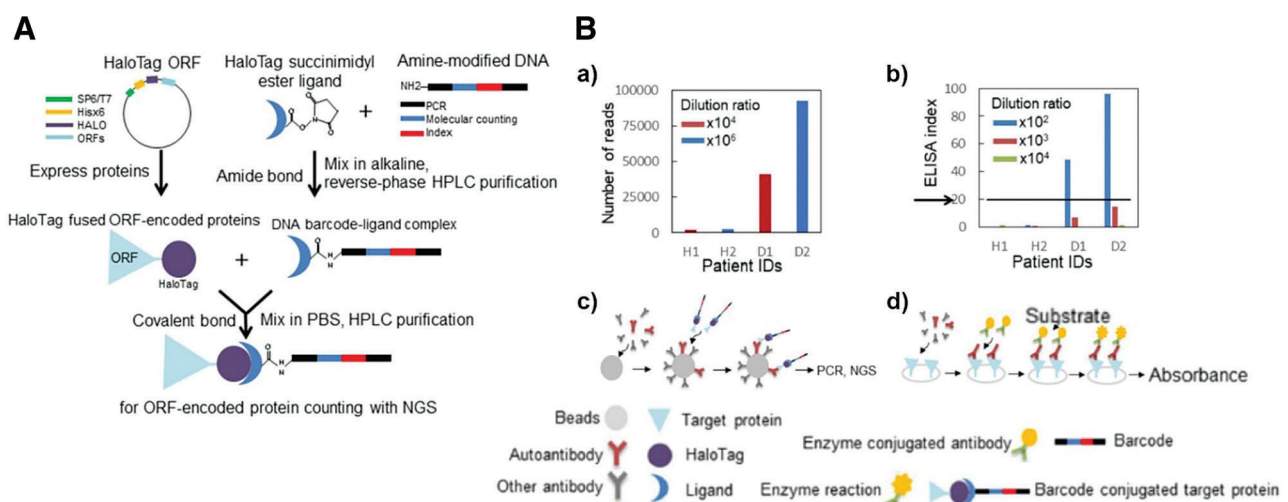 A
HaloTag ORF
SP6/T7
Hisx6
HALO
ORFs
HaloTag succinimidyl
ester ligand
+
Amine-modified DNA
NH2
PCR
Molecular counting
Index
Express proteins
Amide bond
Mix in alkaline,
reverse-phase HPLC purification
HaloTag fused ORF-encoded proteins
DNA barcode-ligand complex
ORF
HaloTag
+
O
H
N
Covalent bond
Mix in PBS, HPLC purification
O
H
N
for ORF-encoded protein counting with NGS
B
a)
Number of reads
100000
75000
50000
25000
0
Dilution ratio
x10⁴
x10⁶
H1 H2 D1 D2
Patient IDs
b)
ELISA index
100
80
60
40
20
0
Dilution ratio
x10²
x10³
x10⁴
H1 H2 D1 D2
Patient IDs
c)
PCR, NGS
d)
Substrate
Absorbance
Beads
Target protein
Autoantibody
HaloTag
Other antibody
Ligand
Enzyme conjugated antibody
Barcode
Enzyme reaction
Barcode conjugated target protein